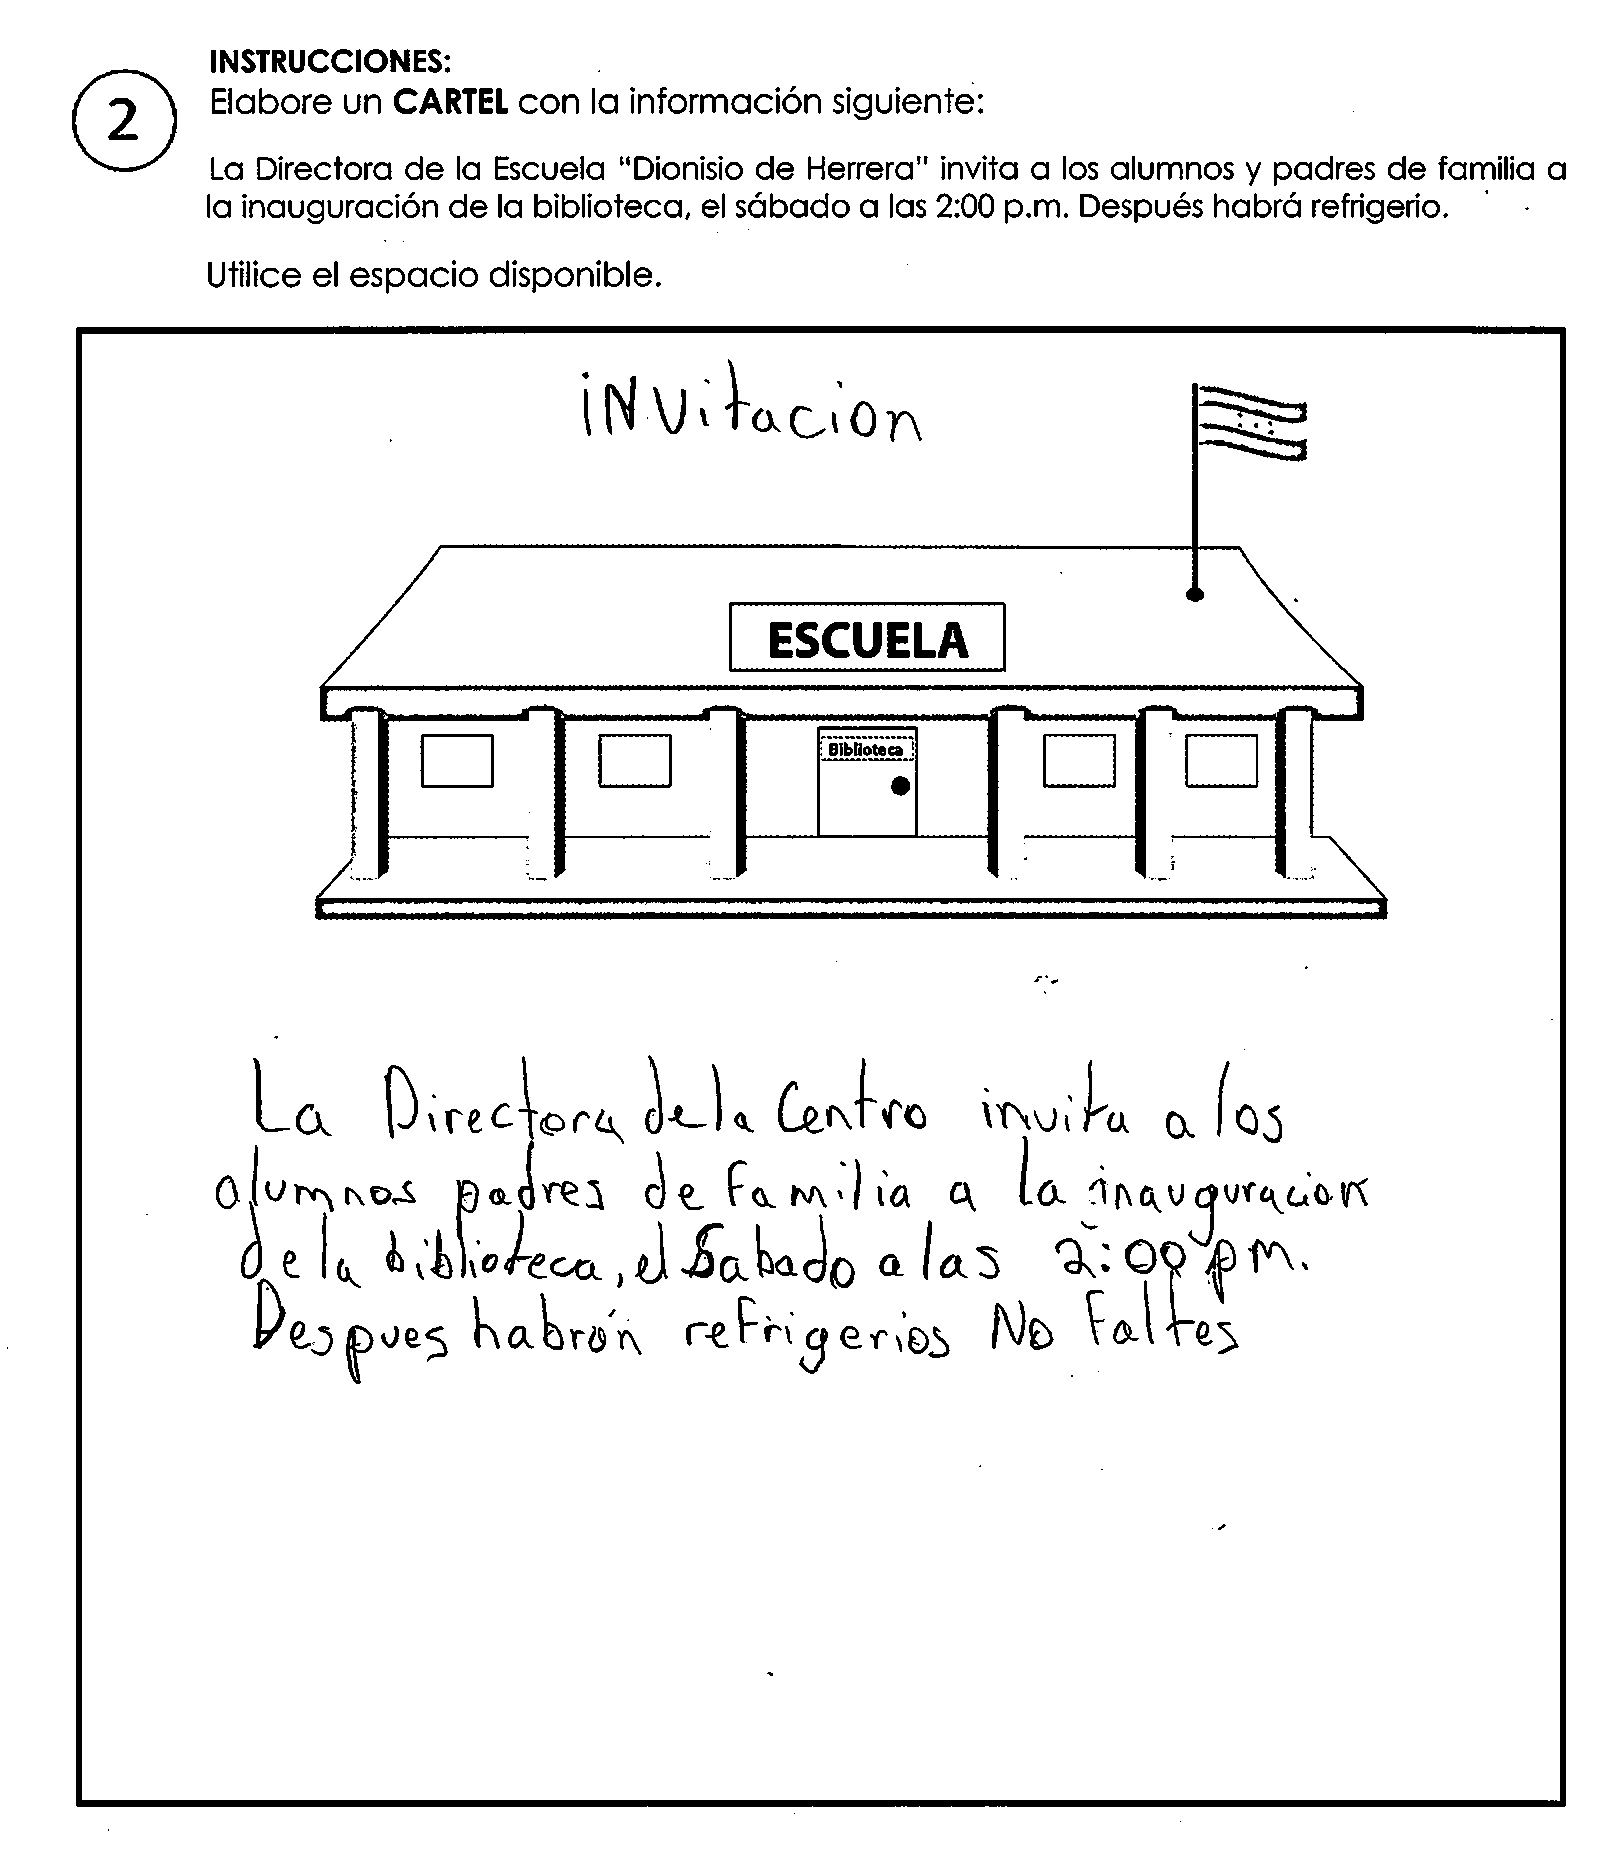 INSTRUCCIONES:
2
Elabore un CARTEL con la información siguiente:
La Directora de la Escuela "Dionisio de Herrera" invita a los alumnos y padres de familia a
la inauguración de la biblioteca, el sábado a las 2:00 p.m. Después habrá refrigerio.
Utilice el espacio disponible.
iNVitacion
ESCUELA
Biblioteca
La Directora de la Centro invita a los
alumnos padres de familia a la inauguracion
de la biblioteca, el Sabado a las 2:00 pm.
Despues habrán refrigerios No faltes